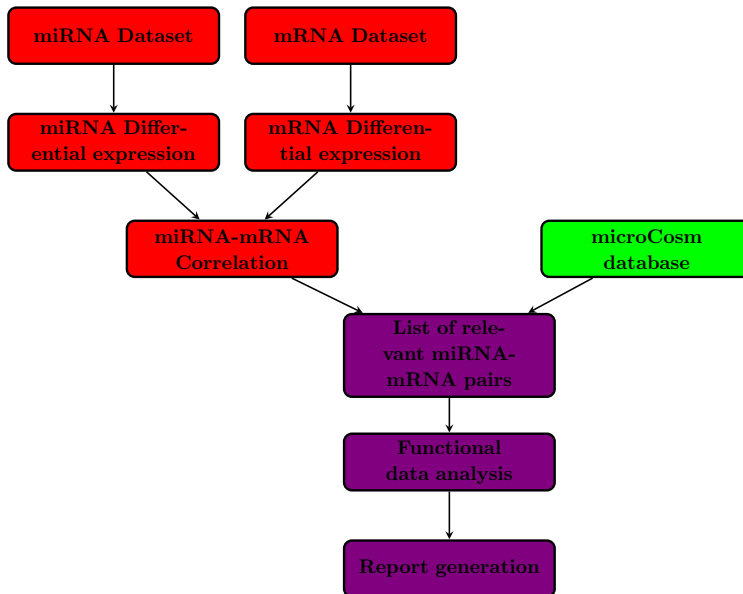 miRNA Dataset
mRNA Dataset
miRNA Differ-
ential expression
mRNA Differen-
tial expression
miRNA-mRNA
Correlation
microCosm
database
List of rele-
vant miRNA-
mRNA pairs
Functional
data analysis
Report generation